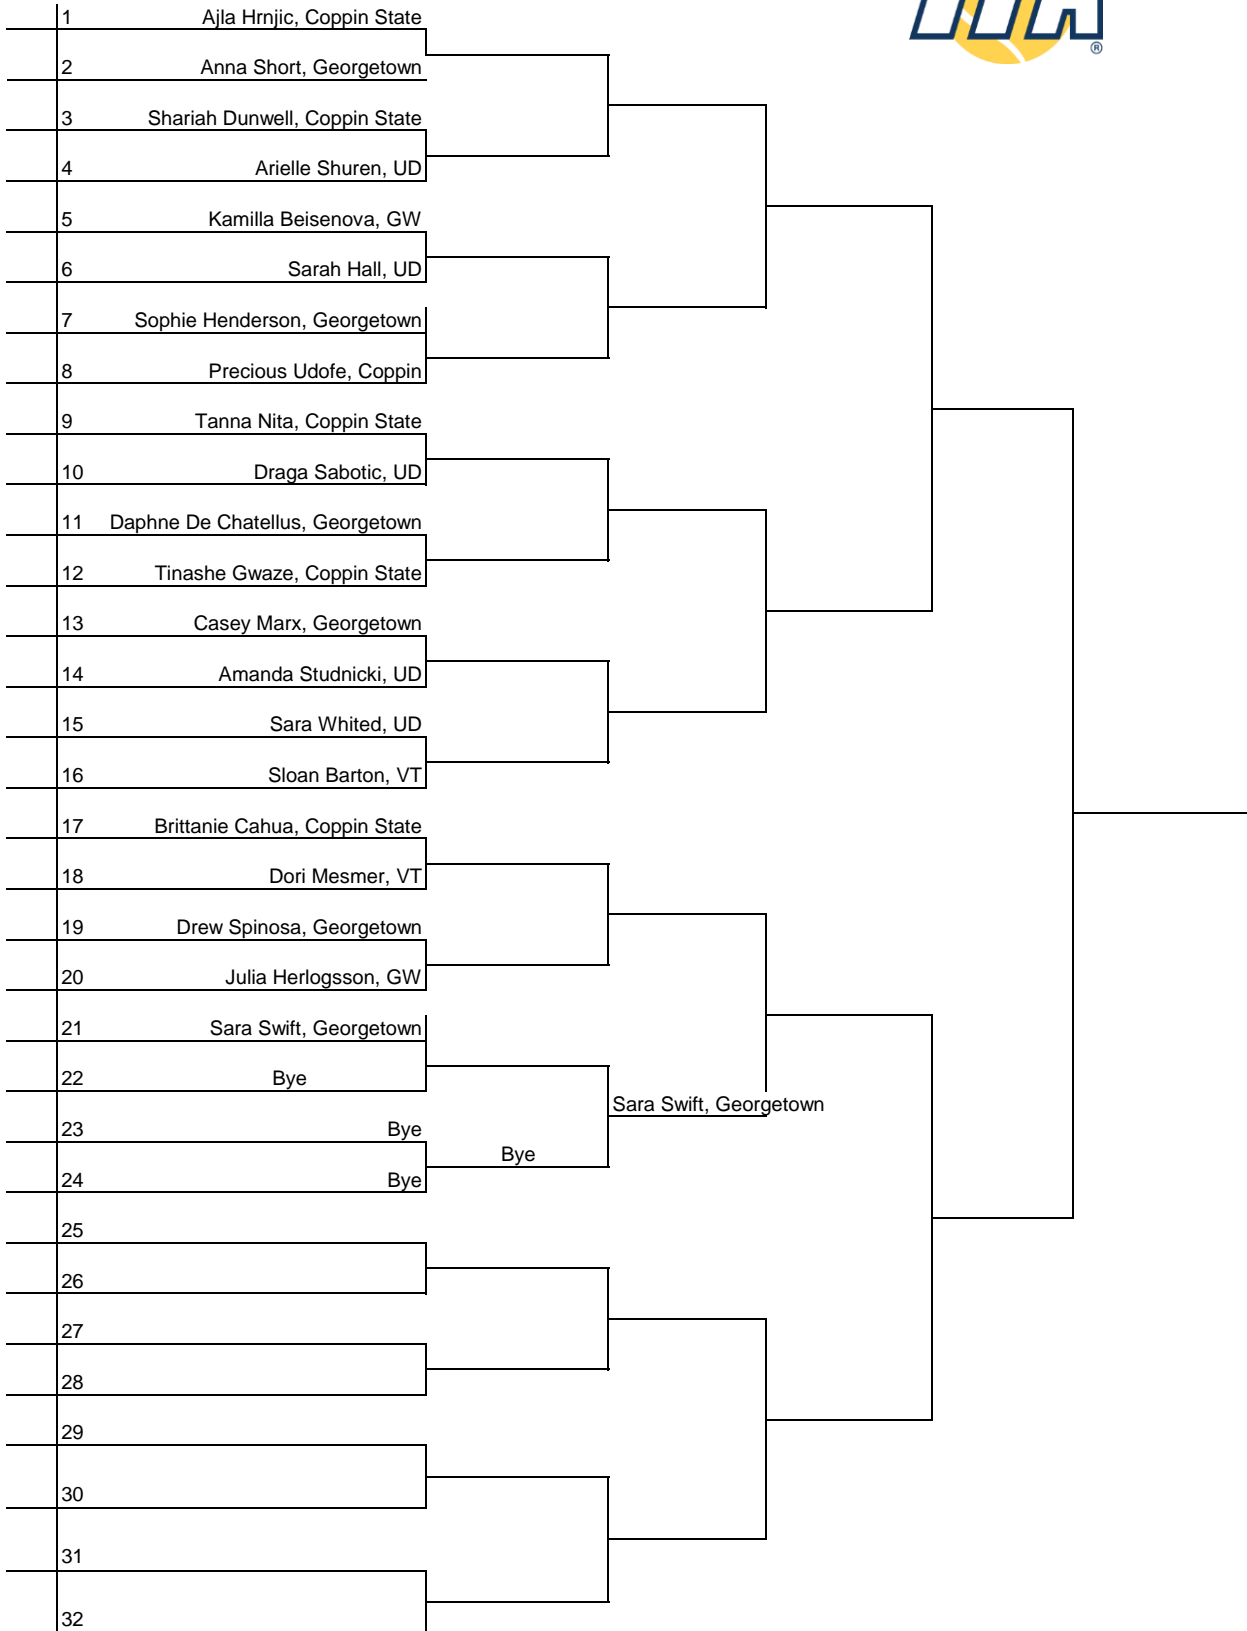 ITA
®
1 Ajla Hrnjic, Coppin State
2 Anna Short, Georgetown
3 Shariah Dunwell, Coppin State
4 Arielle Shuren, UD
5 Kamilla Beisenova, GW
6 Sarah Hall, UD
7 Sophie Henderson, Georgetown
8 Precious Udofe, Coppin
9 Tanna Nita, Coppin State
10 Draga Sabotic, UD
11 Daphne De Chatellus, Georgetown
12 Tinashe Gwaze, Coppin State
13 Casey Marx, Georgetown
14 Amanda Studnicki, UD
15 Sara Whited, UD
16 Sloan Barton, VT
17 Brittanie Cahua, Coppin State
18 Dori Mesmer, VT
19 Drew Spinosa, Georgetown
20 Julia Herlogsson, GW
21 Sara Swift, Georgetown
22 Bye
Sara Swift, Georgetown
23 Bye
Bye
24 Bye
25
26
27
28
29
30
31
32